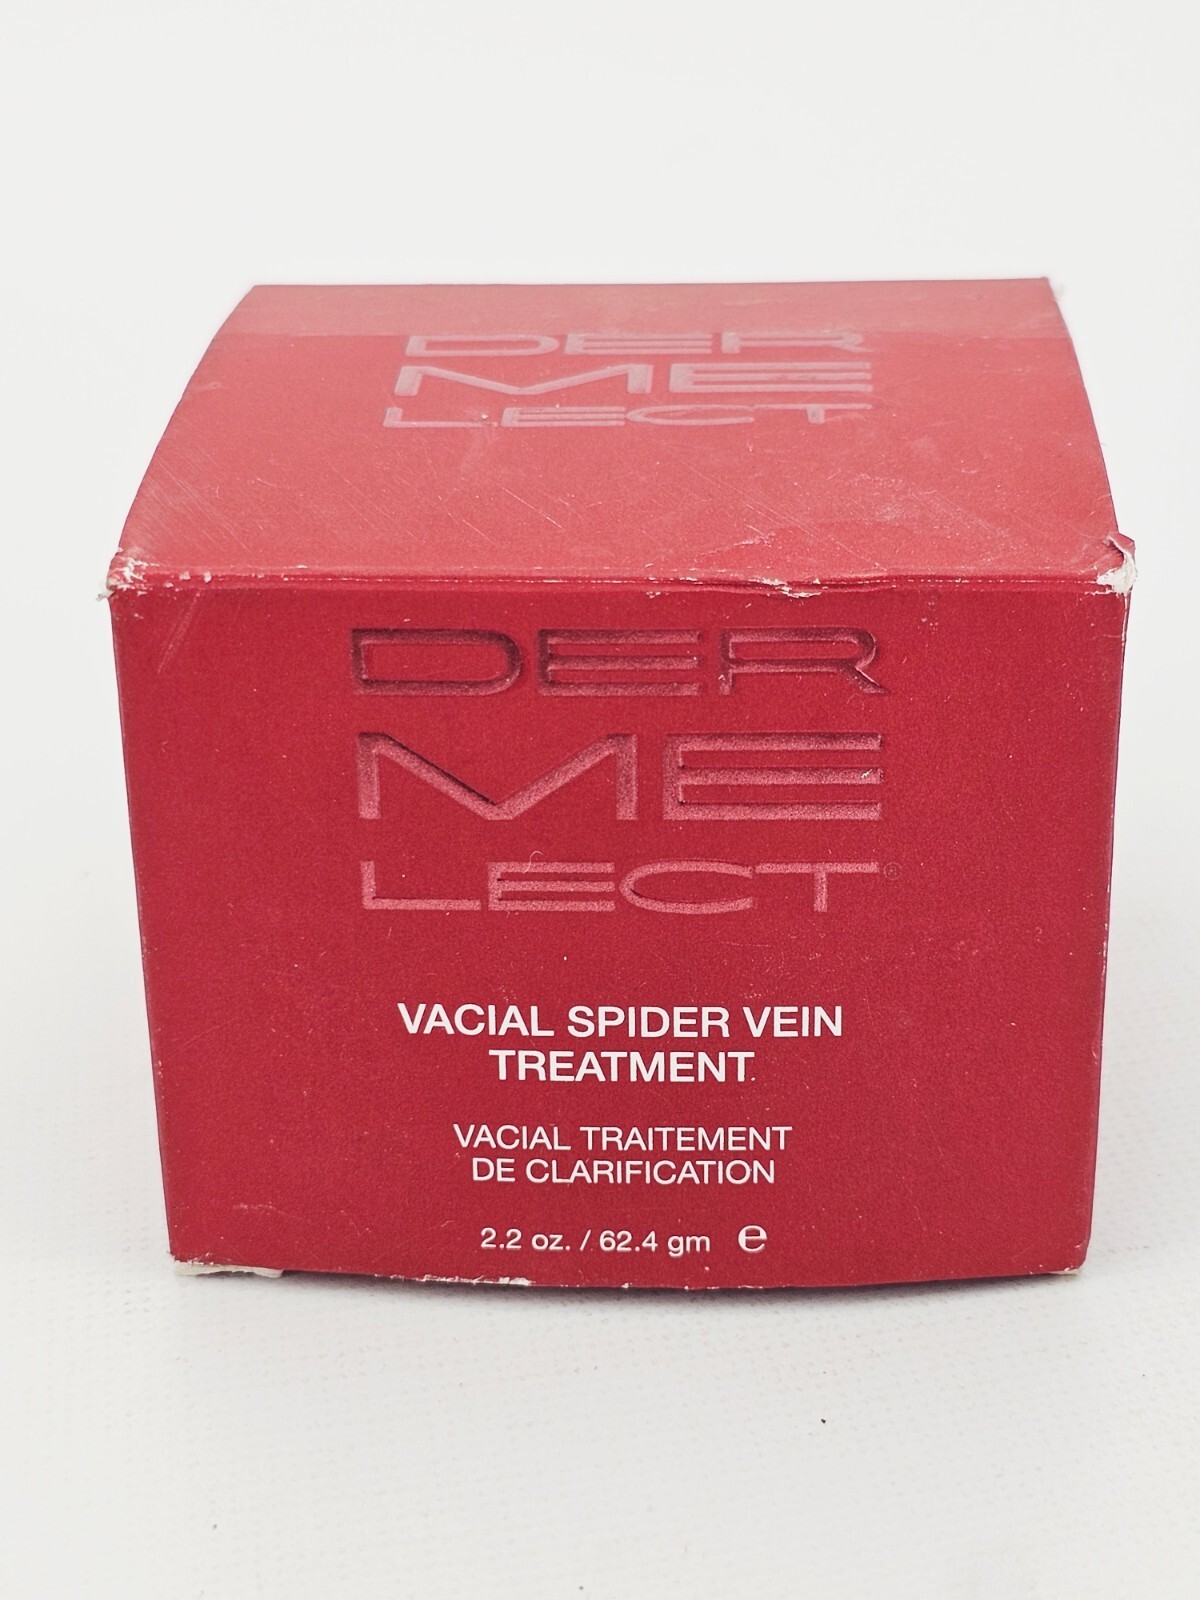 DER
ME
LECT
DER
ME
LECT®
VACIAL SPIDER VEIN
TREATMENT
VACIAL TRAITEMENT
DE CLARIFICATION
2.2 oz. / 62.4 gm ℮